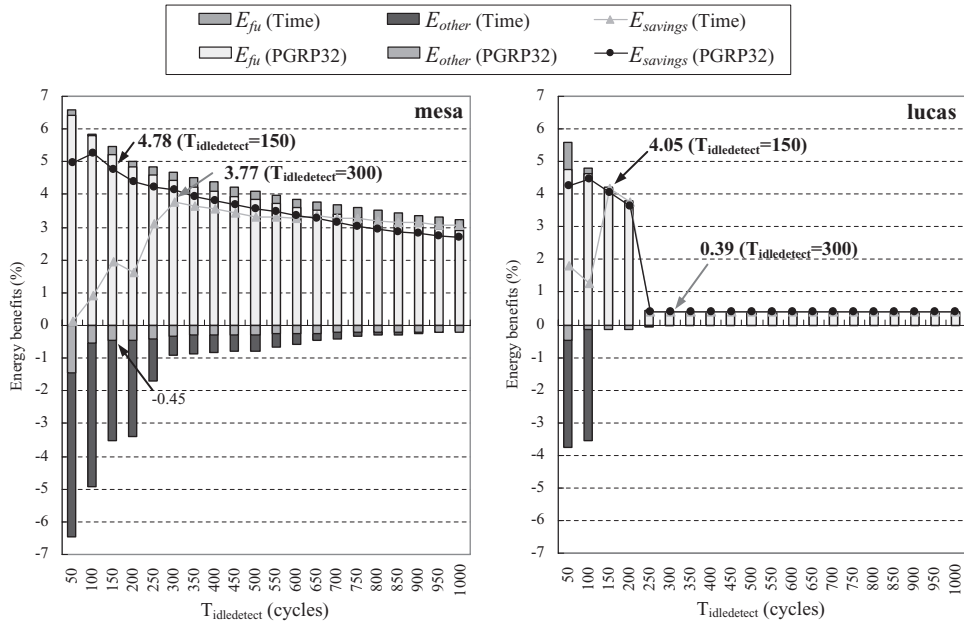 E_fu (Time) E_other (Time) E_savings (Time)
E_fu (PGRP32) E_other (PGRP32) E_savings (PGRP32)
mesa
7
6
5
4
3
2
1
0
-1
-2
-3
-4
-5
-6
-7
Energy benefits (%)
4.78 (T_idledetect=150)
3.77 (T_idledetect=300)
-0.45
50 100 150 200 250 300 350 400 450 500 550 600 650 700 750 800 850 900 950 1000
T_idledetect (cycles)
lucas
7
6
5
4
3
2
1
0
-1
-2
-3
-4
-5
-6
-7
Energy benefits (%)
4.05 (T_idledetect=150)
0.39 (T_idledetect=300)
50 100 150 200 250 300 350 400 450 500 550 600 650 700 750 800 850 900 950 1000
T_idledetect (cycles)